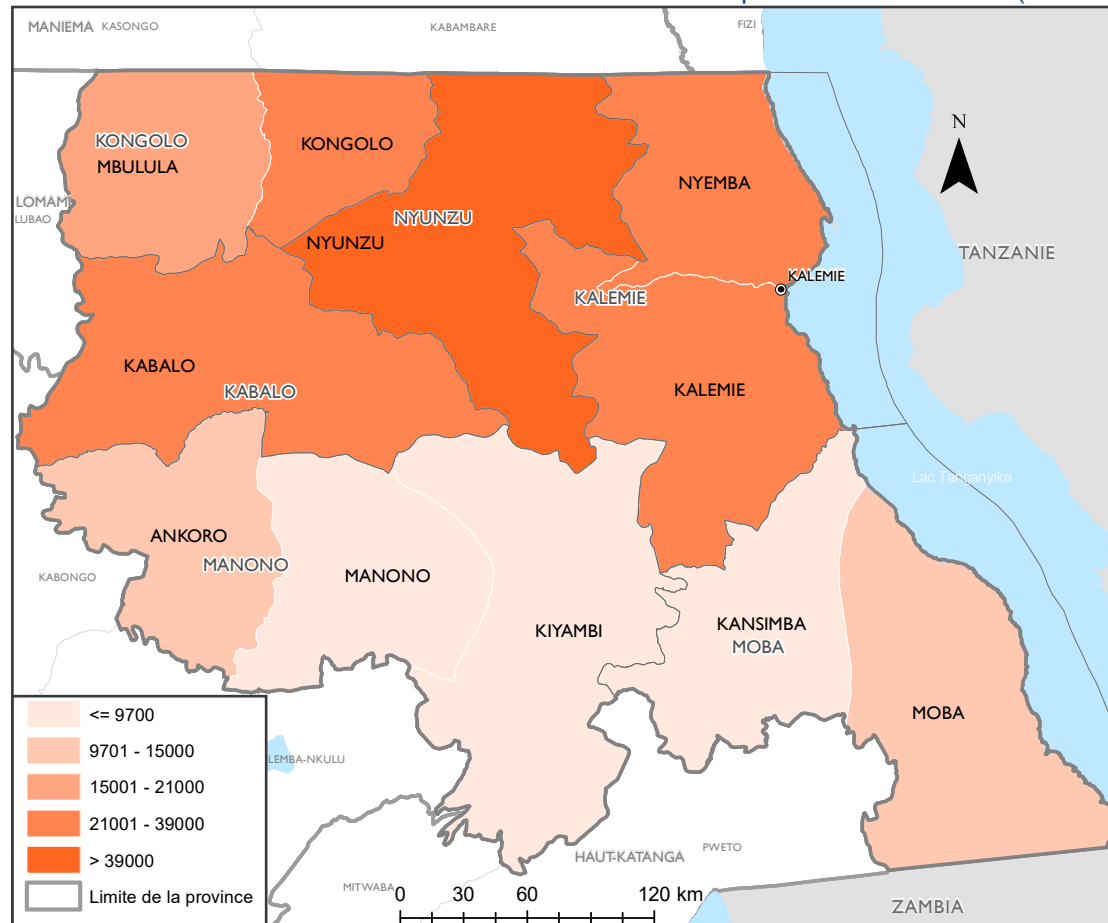 MANIEMA
KASONGO
KABAMBARE
FIZI
KONGOLO
MBULULA
KONGOLO
NYEMBA
LOMAMI
LUBAO
NYUNZU
NYUNZU
N
TANZANIE
KALEMIE
KALEMIE
KABALO
KABALO
KALEMIE
Lac Tanganyika
ANKORO
MANONO
MANONO
KABONGO
KIYAMBI
KANSIMBA
MOBA
MOBA
<= 9700
9701 - 15000
15001 - 21000
21001 - 39000
> 39000
Limite de la province
LEMBA-NKULU
HAUT-KATANGA
PWETO
MITWABA
0 30 60 120 km
ZAMBIA